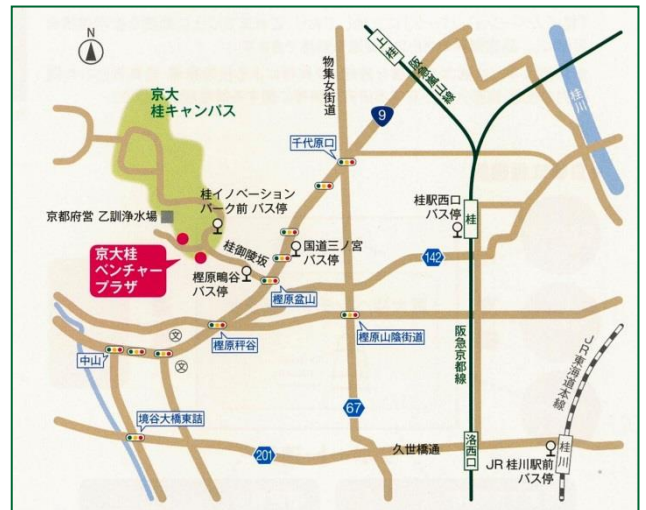 N
物集女街道
上桂
阪急嵐山線
桂川
京大
桂キャンパス
9
千代原口
桂イノベーション
パーク前 バス停
京都府営 乙訓浄水場
桂駅西口
バス停
桂
京大桂
ベンチャー
プラザ
桂御陵坂
国道三ノ宮
バス停
142
樫原鴫谷
バス停
樫原盆山
文
樫原秤谷
樫原山陰街道
阪急京都線
JR東海道本線
中山
文
67
境谷大橋東詰
201
久世橋通
洛西口
JR 桂川駅前
バス停
桂川